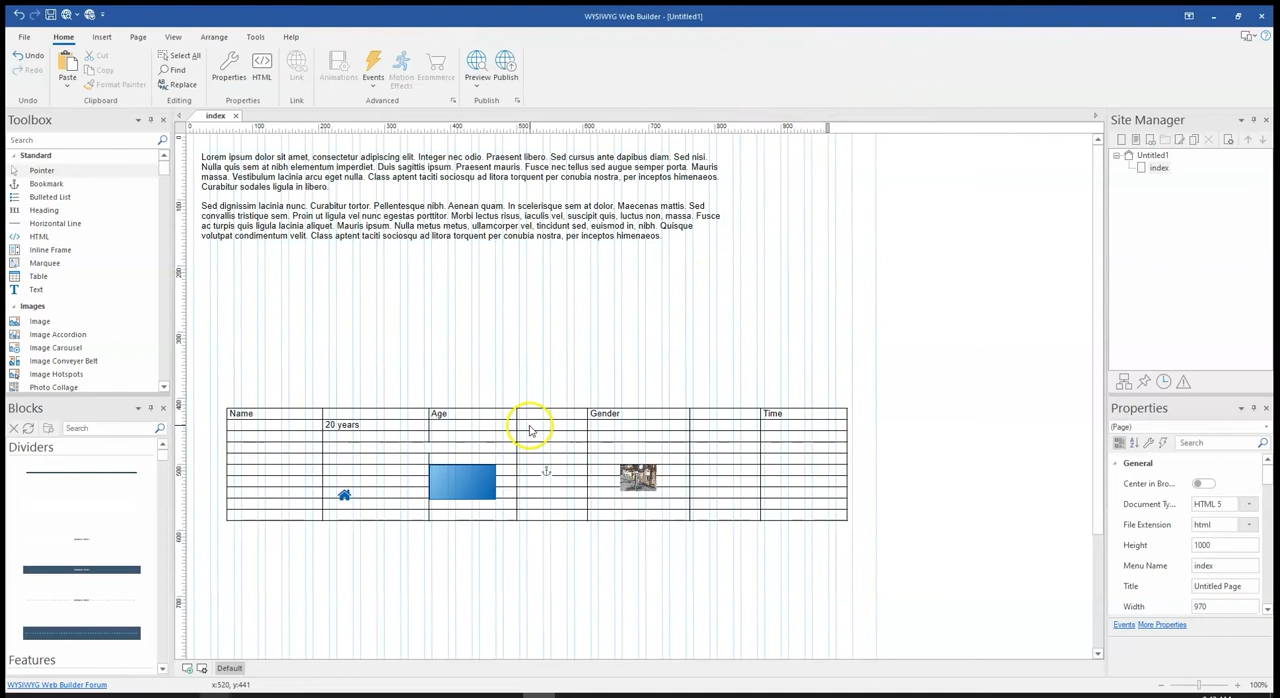 WYSIWYG Web Builder - [Untitled1]
File Home Insert Page View Arrange Tools Help
Undo
Redo
Undo
Paste
Cut
Copy
Format Painter
Clipboard
Select All
Find
Replace
Editing
Properties
HTML
Properties
Link
Link
Animations
Events
Motion Effects
Ecommerce
Advanced
Preview
Publish
Publish
Toolbox
Search
Standard
Pointer
Bookmark
Bulleted List
Heading
Horizontal Line
HTML
Inline Frame
Marquee
Table
Text
Images
Image
Image Accordion
Image Carousel
Image Conveyer Belt
Image Hotspots
Photo Collage
Blocks
Search
Dividers
Features
WYSIWYG Web Builder Forum
index
0 100 200 300 400 500 600 700 800 900
Lorem ipsum dolor sit amet, consectetur adipiscing elit. Integer nec odio. Praesent libero. Sed cursus ante dapibus diam. Sed nisi.
Nulla quis sem at nibh elementum imperdiet. Duis sagittis ipsum. Praesent mauris. Fusce nec tellus sed augue semper porta. Mauris
massa. Vestibulum lacinia arcu eget nulla. Class aptent taciti sociosqu ad litora torquent per conubia nostra, per inceptos himenaeos.
Curabitur sodales ligula in libero.
Sed dignissim lacinia nunc. Curabitur tortor. Pellentesque nibh. Aenean quam. In scelerisque sem at dolor. Maecenas mattis. Sed
convallis tristique sem. Proin ut ligula vel nunc egestas porttitor. Morbi lectus risus, iaculis vel, suscipit quis, luctus non, massa. Fusce
ac turpis quis ligula lacinia aliquet. Mauris ipsum. Nulla metus metus, ullamcorper vel, tincidunt sed, euismod in, nibh. Quisque
volutpat condimentum velit. Class aptent taciti sociosqu ad litora torquent per conubia nostra, per inceptos himenaeos.
Name Age Gender Time
20 years
Default
x:520, y:441
Site Manager
Untitled1
index
Properties
(Page)
Search
General
Center in Bro...
Document Ty... HTML 5
File Extension html
Height 1000
Menu Name index
Title Untitled Page
Width 970
Events More Properties
100%